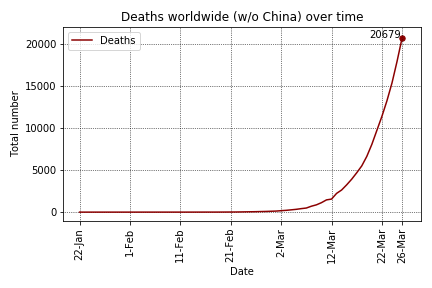 Deaths worldwide (w/o China) over time
Deaths
20679
Total number
20000
15000
10000
5000
0
22-Jan
1-Feb
11-Feb
21-Feb
2-Mar
12-Mar
22-Mar
26-Mar
Date